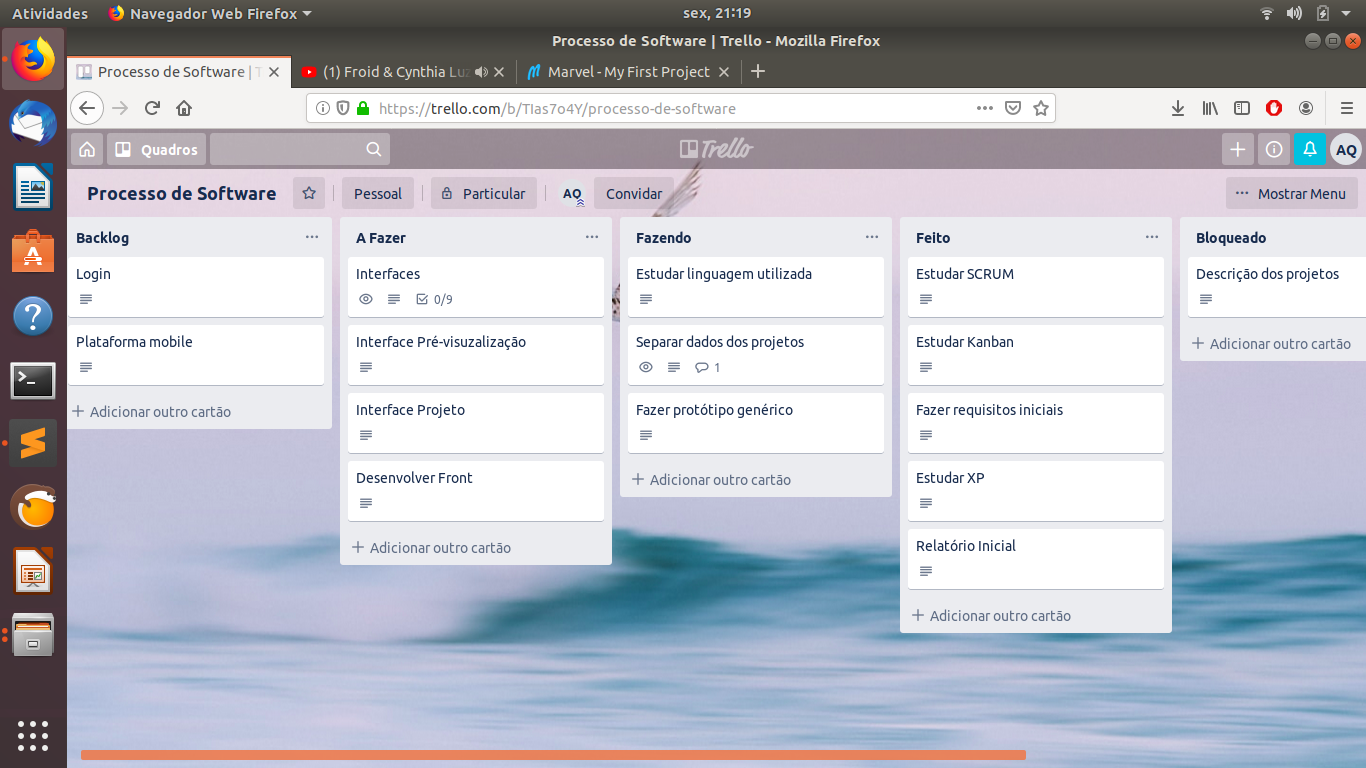 Atividades
Navegador Web Firefox
sex, 21:19
Processo de Software | Trello - Mozilla Firefox
Processo de Software | T
(1) Froid & Cynthia Luz
Marvel - My First Project
https://trello.com/b/TIas7o4Y/processo-de-software
Quadros
Trello
AQ
Processo de Software
Pessoal
Particular
AQ
Convidar
Mostrar Menu
Backlog
Login
Plataforma mobile
Adicionar outro cartão
A Fazer
Interfaces
0/9
Interface Pré-visuzalização
Interface Projeto
Desenvolver Front
Adicionar outro cartão
Fazendo
Estudar linguagem utilizada
Separar dados dos projetos
1
Fazer protótipo genérico
Adicionar outro cartão
Feito
Estudar SCRUM
Estudar Kanban
Fazer requisitos iniciais
Estudar XP
Relatório Inicial
Adicionar outro cartão
Bloqueado
Descrição dos projetos
Adicionar outro cartão